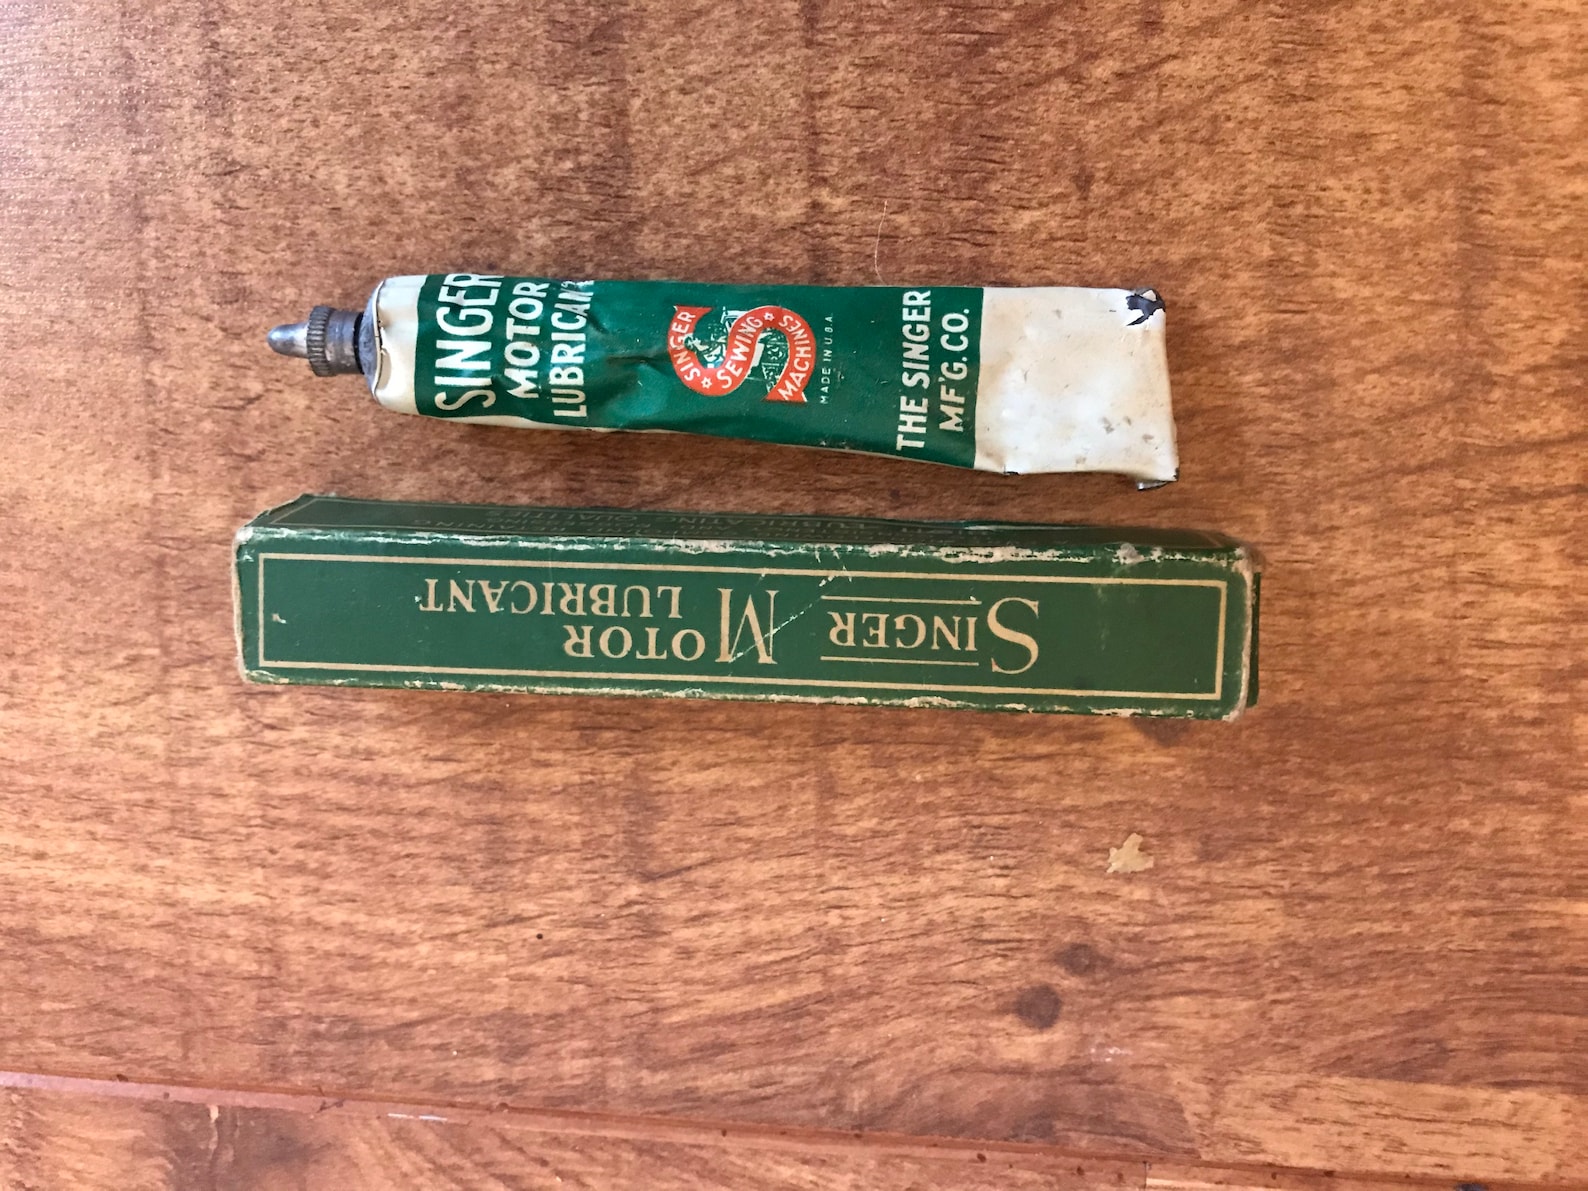 SINGER
MOTOR
LUBRICANT
SINGER
SEWING
MACHINES
MADE IN U.S.A.
THE SINGER
MF'G. CO.
SINGER
MOTOR
LUBRICANT